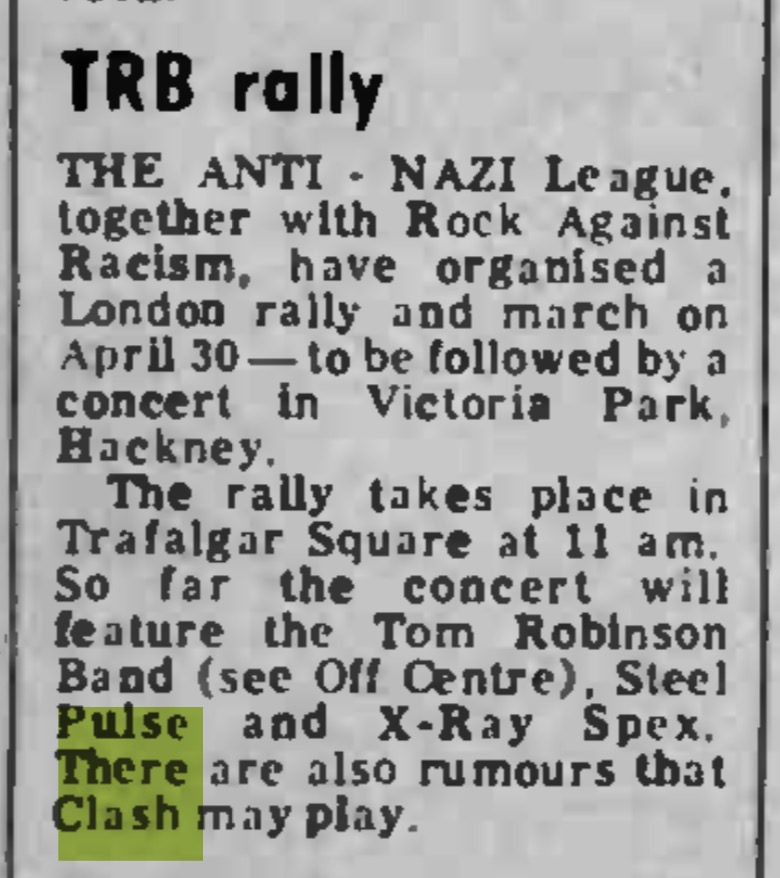 TRB rally
THE ANTI - NAZI League,
together with Rock Against
Racism, have organised a
London rally and march on
April 30—to be followed by a
concert in Victoria Park,
Hackney.
The rally takes place in
Trafalgar Square at 11 am.
So far the concert will
feature the Tom Robinson
Band (see Off Centre), Steel
Pulse and X-Ray Spex.
There are also rumours that
Clash may play.